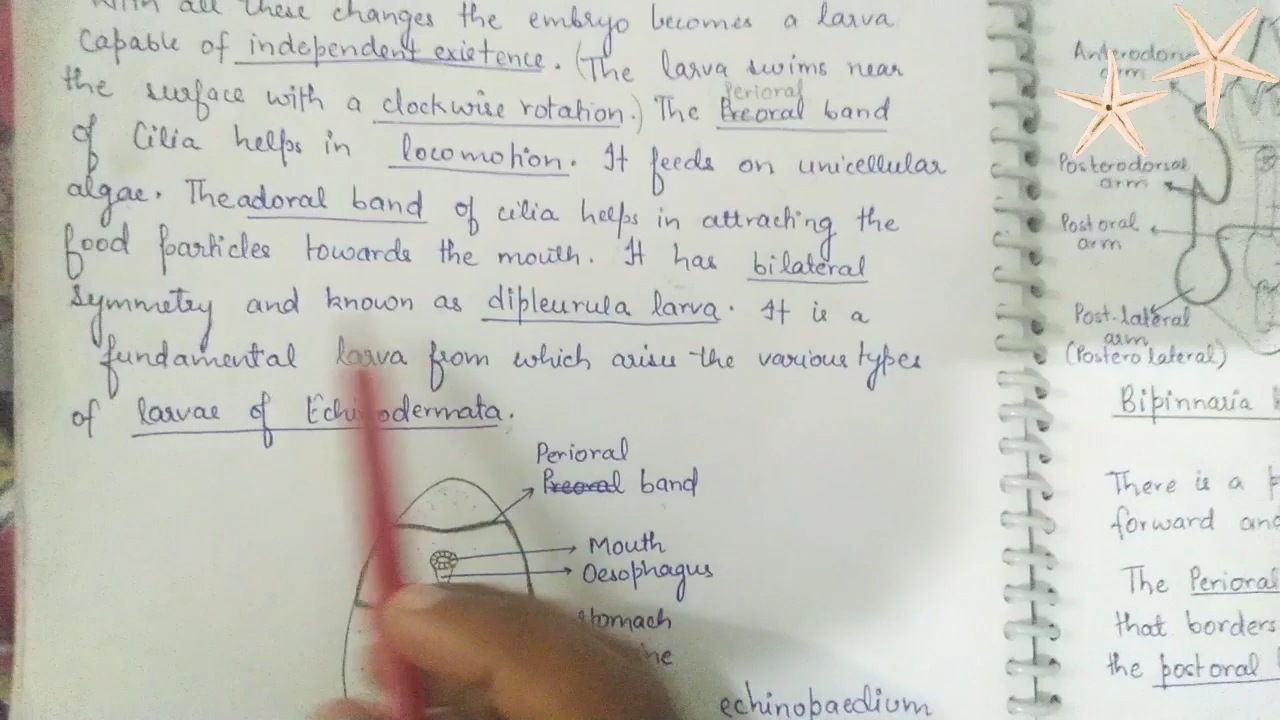 With all these changes the embryo becomes a larva
capable of independent existence. (The larva swims near
the surface with a clockwise rotation.) The Preoral band
Perioral
of Cilia helps in locomotion. It feeds on unicellular
algae. The adoral band of cilia helps in attracting the
food particles towards the mouth. It has bilateral
symmetry and known as dipleurula larva. It is a
fundamental larva from which arises the various types
of larvae of Echinodermata.
Perioral
Preoral band
Mouth
Oesophagus
stomach
echinopaedium
arm
Posterodorsal
arm
Postoral
arm
Post-lateral
arm
(Postero lateral)
Bipinnaria
There is a
forward
The Perioral
that borders
the postoral